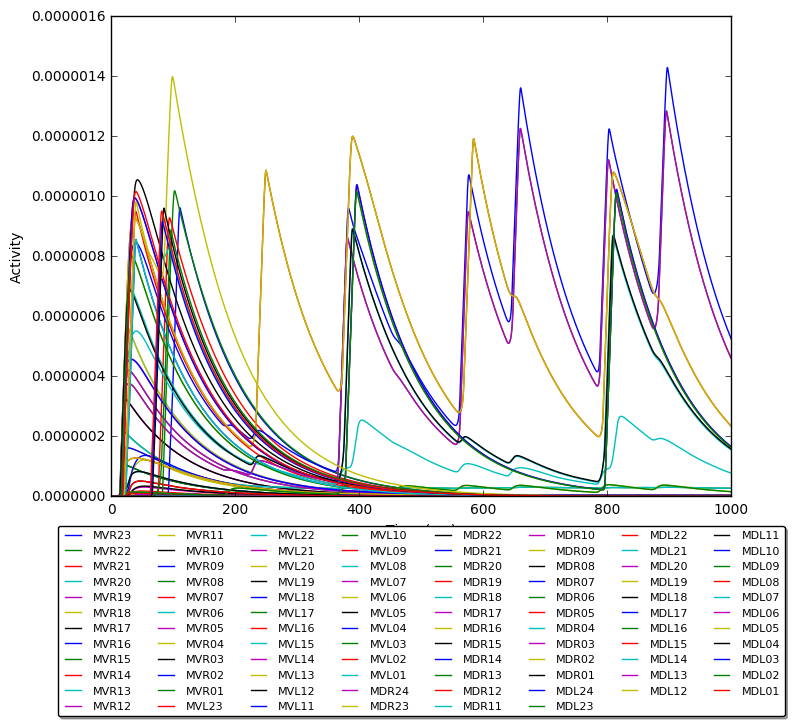 0.0000016
0.0000014
0.0000012
0.0000010
0.0000008
0.0000006
0.0000004
0.0000002
0.0000000
Activity
0 200 400 600 800 1000
MVR23 MVR11 MVL22 MVL10 MDR22 MDR10 MDL22 MDL11
MVR22 MVR10 MVL21 MVL09 MDR21 MDR09 MDL21 MDL10
MVR21 MVR09 MVL20 MVL08 MDR20 MDR08 MDL20 MDL09
MVR20 MVR08 MVL19 MVL07 MDR19 MDR07 MDL19 MDL08
MVR19 MVR07 MVL18 MVL06 MDR18 MDR06 MDL18 MDL07
MVR18 MVR06 MVL17 MVL05 MDR17 MDR05 MDL17 MDL06
MVR17 MVR05 MVL16 MVL04 MDR16 MDR04 MDL16 MDL05
MVR16 MVR04 MVL15 MVL03 MDR15 MDR03 MDL15 MDL04
MVR15 MVR03 MVL14 MVL02 MDR14 MDR02 MDL14 MDL03
MVR14 MVR02 MVL13 MVL01 MDR13 MDR01 MDL13 MDL02
MVR13 MVR01 MVL12 MDR24 MDR12 MDL24 MDL12 MDL01
MVR12 MVL23 MVL11 MDR23 MDR11 MDL23